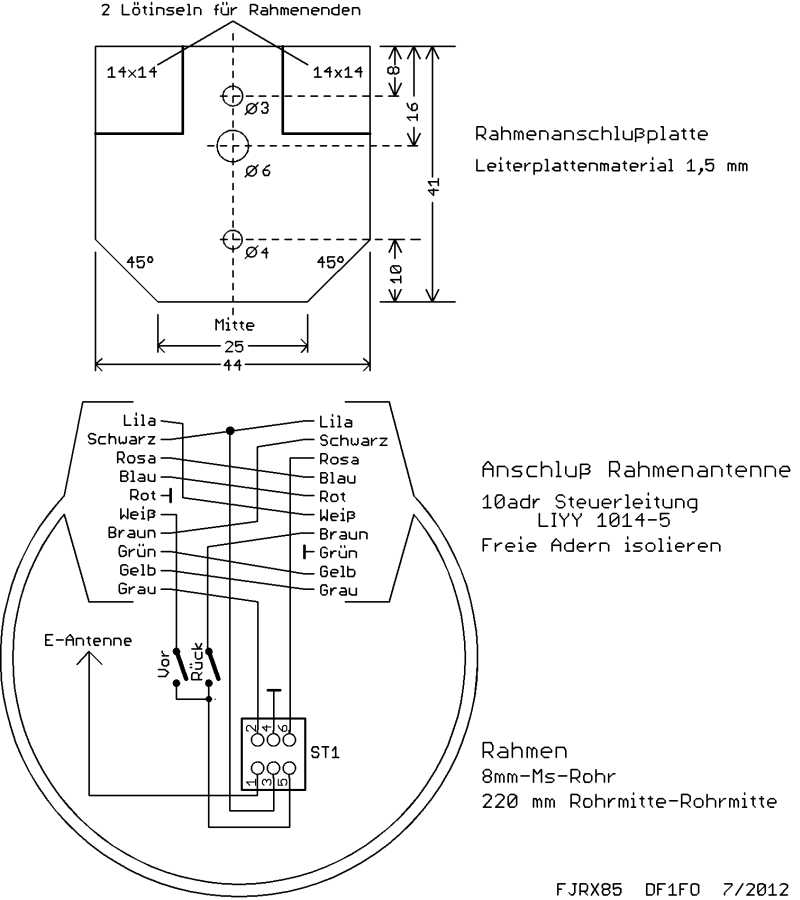 2 Lötinseln für Rahmenenden
14x14
14x14
8
ø3
16
Rahmenanschlußplatte
ø6
Leiterplattenmaterial 1,5 mm
41
ø4
45°
45°
10
Mitte
25
44
Lila
Lila
Schwarz
Schwarz
Rosa
Rosa
Blau
Blau
Rot
Rot
Weiß
Weiß
Braun
Braun
Grün
Grün
Gelb
Gelb
Grau
Grau
Anschluß Rahmenantenne
10adr Steuerleitung
LIYY 1014-5
Freie Adern isolieren
E-Antenne
Vor
Rück
2
4
6
ST1
1
3
5
Rahmen
8mm-Ms-Rohr
220 mm Rohrmitte-Rohrmitte
FJRX85 DF1FO 7/2012